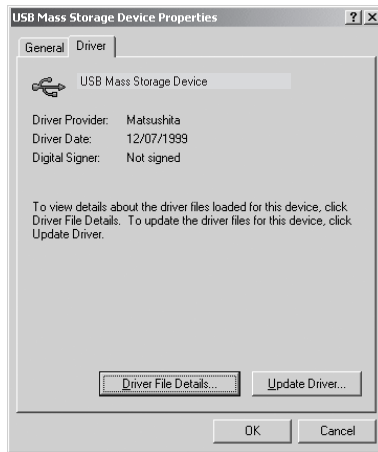 USB Mass Storage Device Properties
General Driver
USB Mass Storage Device
Driver Provider: Matsushita
Driver Date: 12/07/1999
Digital Signer: Not signed
To view details about the driver files loaded for this device, click
Driver File Details. To update the driver files for this device, click
Update Driver.
Driver File Details... Update Driver...
OK Cancel